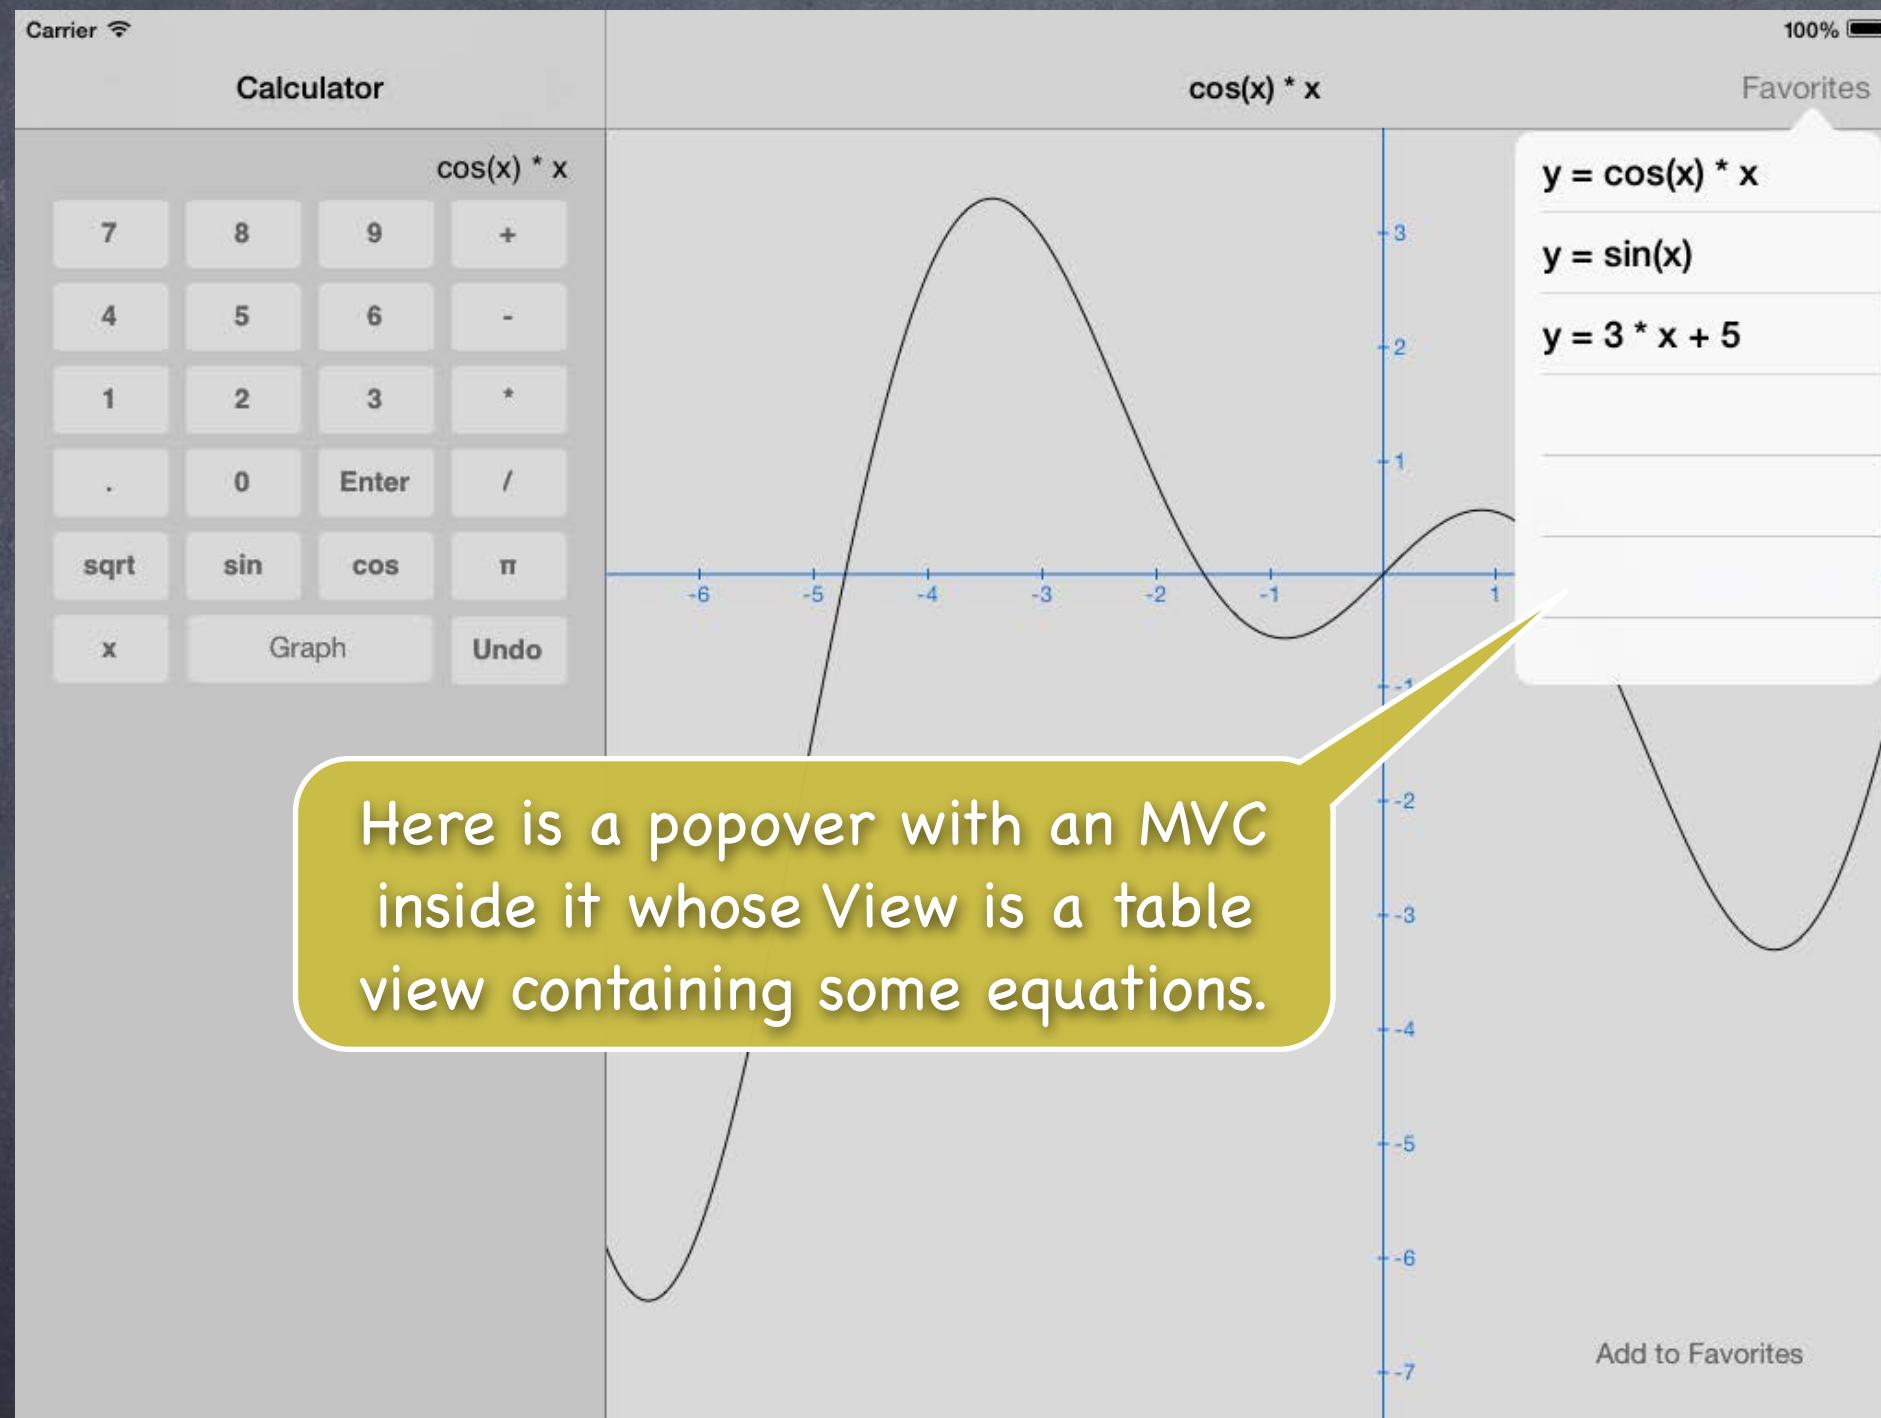 Carrier
100%
Calculator
cos(x) * x
Favorites
cos(x) * x
7 8 9 +
4 5 6 -
1 2 3 *
. 0 Enter /
sqrt sin cos π
x Graph Undo
y = cos(x) * x
y = sin(x)
y = 3 * x + 5
3
2
1
-6 -5 -4 -3 -2 -1 1
-1
-2
-3
-4
-5
-6
-7
Here is a popover with an MVC
inside it whose View is a table
view containing some equations.
Add to Favorites